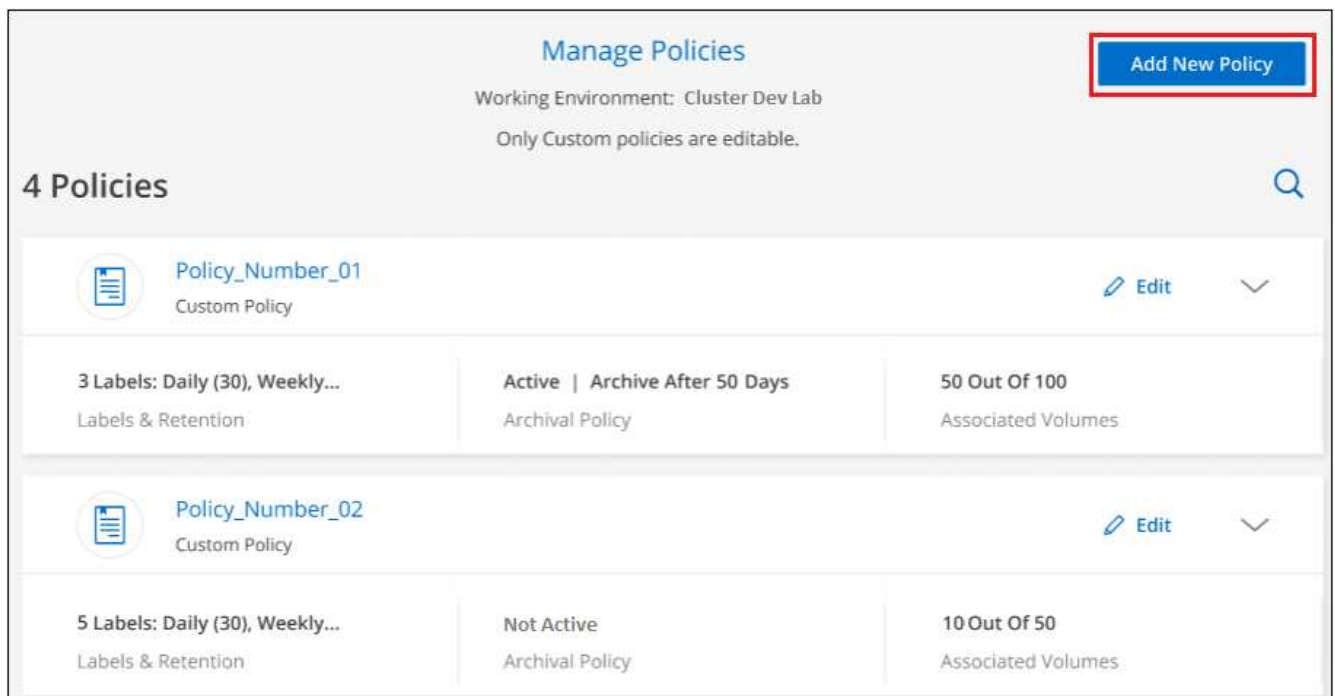 Manage Policies
Add New Policy
Working Environment: Cluster Dev Lab
Only Custom policies are editable.
4 Policies
Policy_Number_01
Custom Policy
Edit
3 Labels: Daily (30), Weekly...
Labels & Retention
Active | Archive After 50 Days
Archival Policy
50 Out Of 100
Associated Volumes
Policy_Number_02
Custom Policy
Edit
5 Labels: Daily (30), Weekly...
Labels & Retention
Not Active
Archival Policy
10 Out Of 50
Associated Volumes